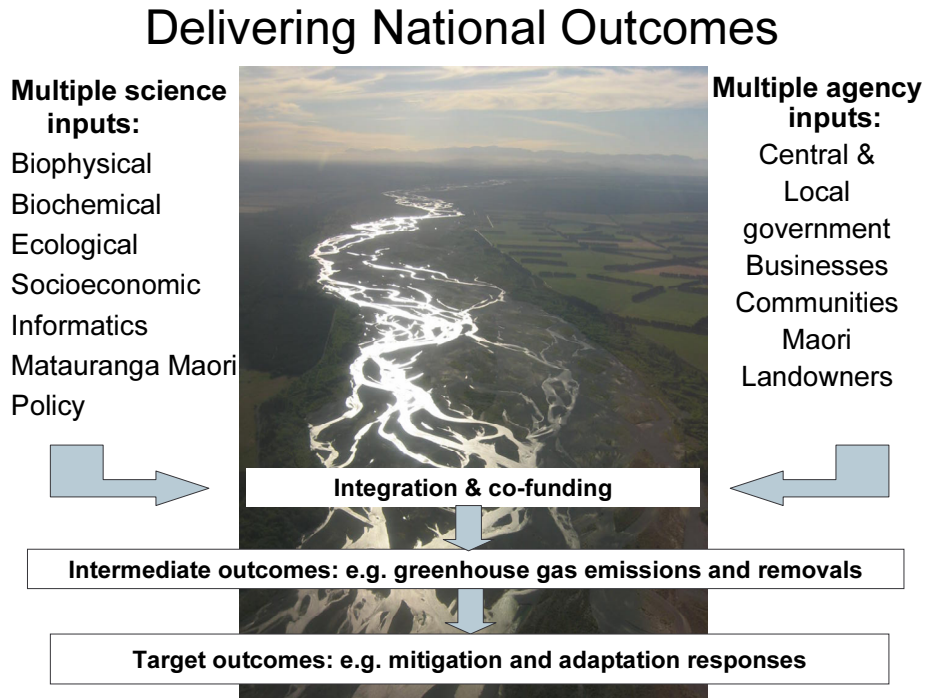 Delivering National Outcomes
Multiple science
inputs:
Biophysical
Biochemical
Ecological
Socioeconomic
Informatics
Matauranga Maori
Policy
Multiple agency
inputs:
Central &
Local
government
Businesses
Communities
Maori
Landowners
Integration & co-funding
Intermediate outcomes: e.g. greenhouse gas emissions and removals
Target outcomes: e.g. mitigation and adaptation responses